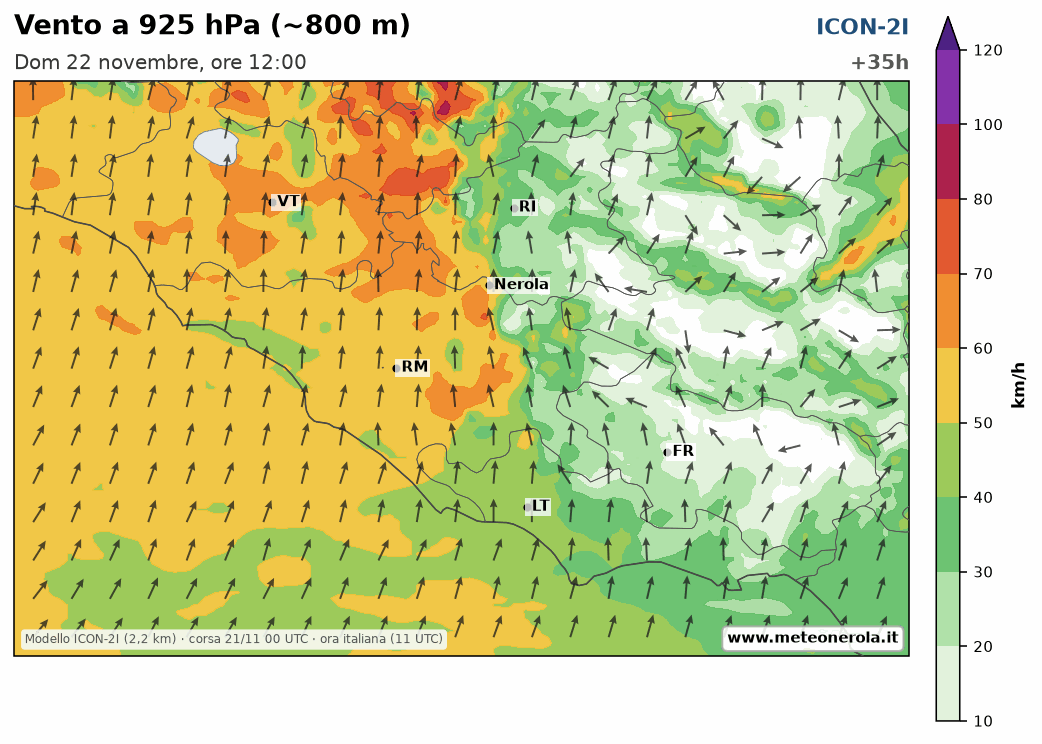 Vento a 925 hPa (~800 m)
ICON-2I
Dom 22 novembre, ore 12:00
+35h
VT
RI
Nerola
RM
FR
LT
120
100
80
70
60
50
40
30
20
10
km/h
Modello ICON-2I (2,2 km) · corsa 21/11 00 UTC · ora italiana (11 UTC)
www.meteonerola.it